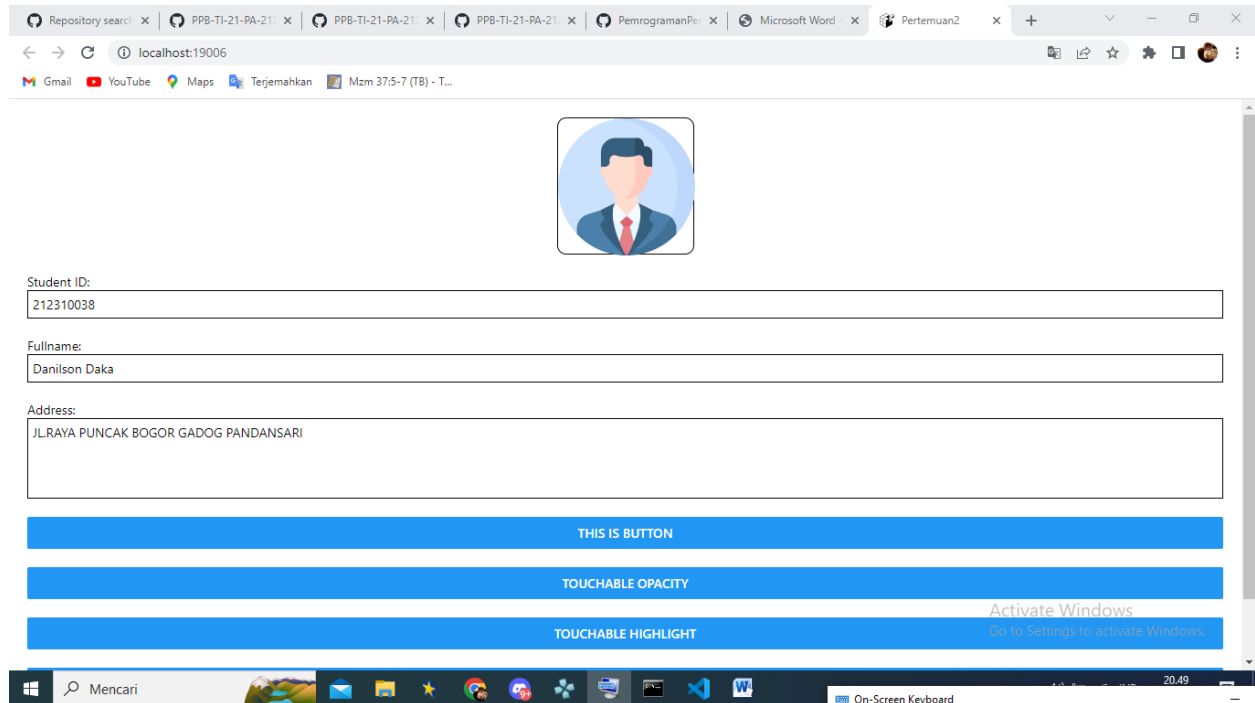 Repository search
PPB-TI-21-PA-21
PPB-TI-21-PA-21
PPB-TI-21-PA-21
PemrogramanPer
Microsoft Word -
Pertemuan2
localhost:19006
Gmail
YouTube
Maps
Terjemahkan
Mzm 37:5-7 (TB) - T...
Student ID:
212310038
Fullname:
Danilson Daka
Address:
JL.RAYA PUNCAK BOGOR GADOG PANDANSARI
THIS IS BUTTON
TOUCHABLE OPACITY
TOUCHABLE HIGHLIGHT
Activate Windows
Go to Settings to activate Windows.
Mencari
20.49
On-Screen Keyboard